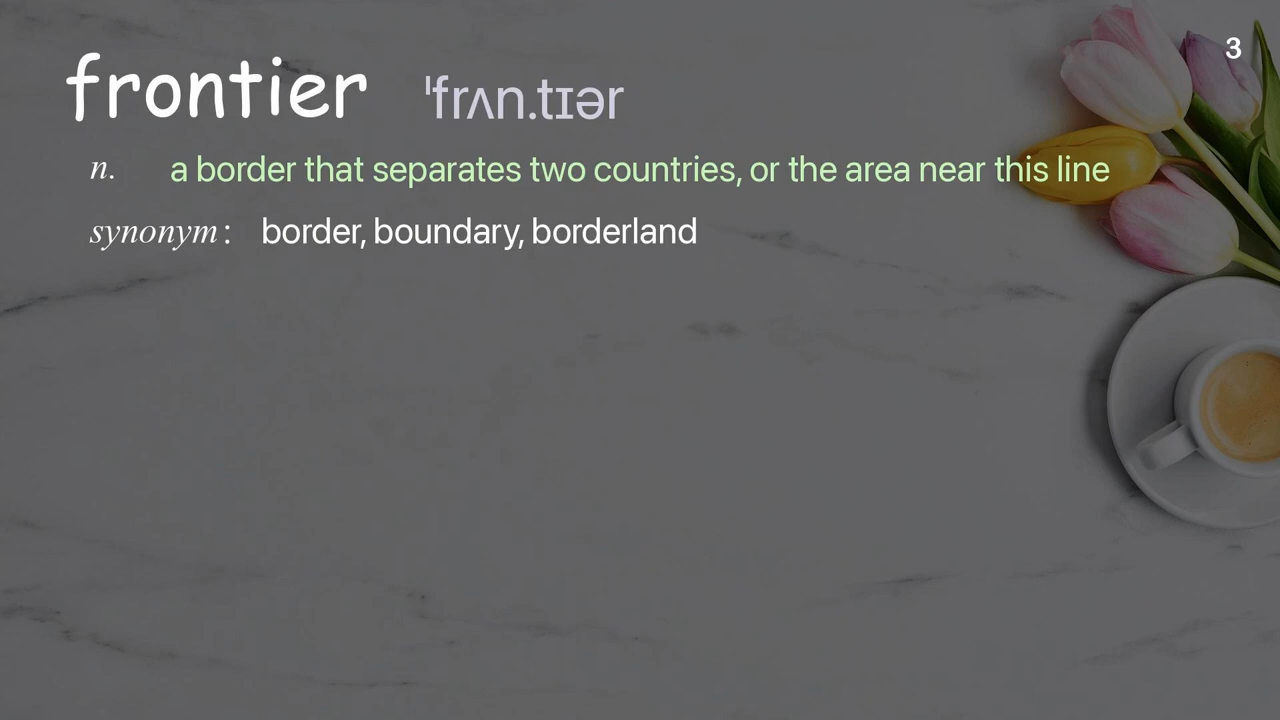 3
frontier ˈfrʌn.tɪər
n. a border that separates two countries, or the area near this line
synonym : border, boundary, borderland